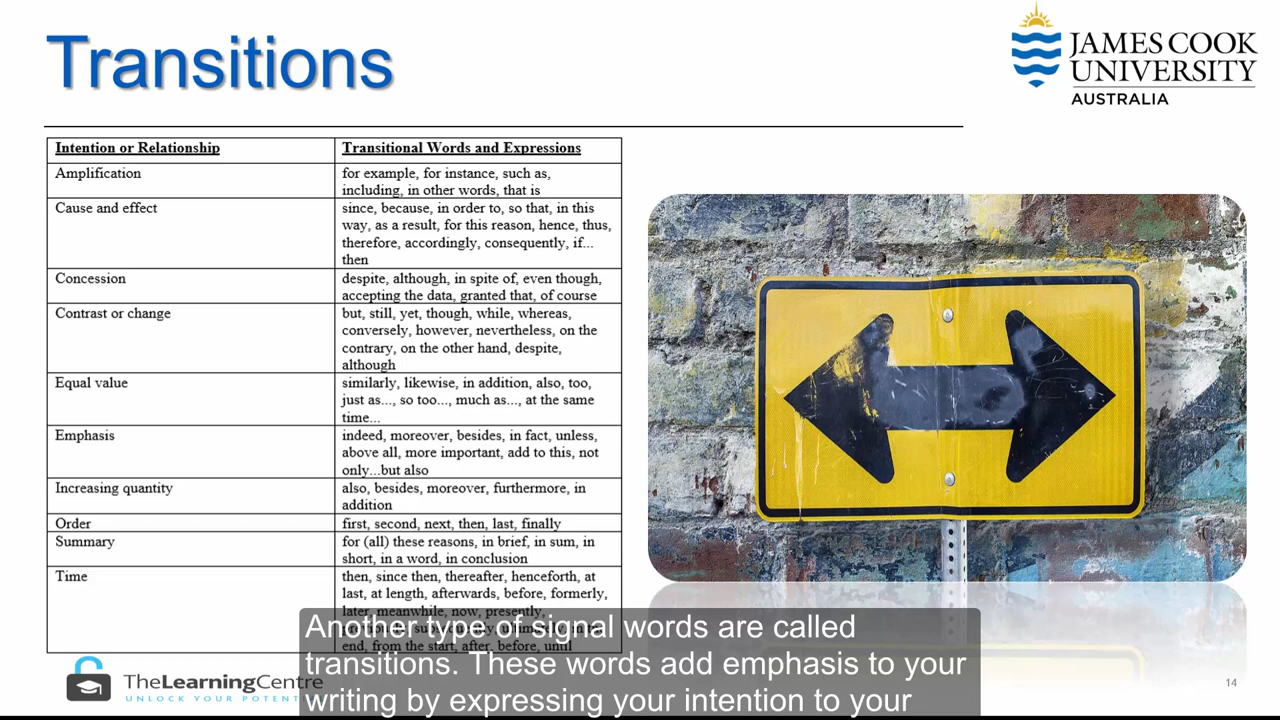 Transitions
JAMES COOK
UNIVERSITY
AUSTRALIA
Intention or Relationship
Transitional Words and Expressions
Amplification
for example, for instance, such as,
including, in other words, that is
Cause and effect
since, because, in order to, so that, in this
way, as a result, for this reason, hence, thus,
therefore, accordingly, consequently, if...
then
Concession
despite, although, in spite of, even though,
accepting the data, granted that, of course
Contrast or change
but, still, yet, though, while, whereas,
conversely, however, nevertheless, on the
contrary, on the other hand, despite,
although
Equal value
similarly, likewise, in addition, also, too,
just as..., so too..., much as..., at the same
time...
Emphasis
indeed, moreover, besides, in fact, unless,
above all, more important, add to this, not
only...but also
Increasing quantity
also, besides, moreover, furthermore, in
addition
Order
first, second, next, then, last, finally
Summary
for (all) these reasons, in brief, in sum, in
short, in a word, in conclusion
Time
then, since then, thereafter, henceforth, at
last, at length, afterwards, before, formerly,
later, meanwhile, now, presently,
end, from the start, after, before, until
Another type of signal words are called
transitions. These words add emphasis to your
writing by expressing your intention to your
TheLearningCentre
UNLOCK YOUR
14